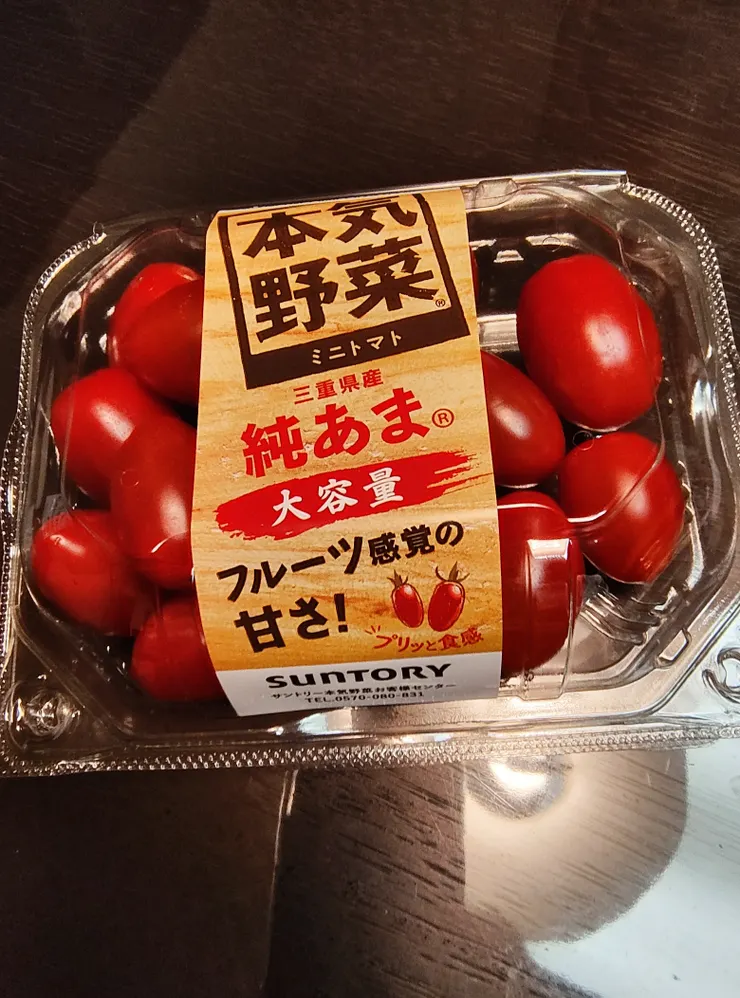 本気
野菜®
ミニトマト
三重県産
純あま®
大容量
フルーツ感覚の
甘さ!
プリッと食感
SUNTORY
サントリー本気野菜お客様センター
TEL.0570-080-831